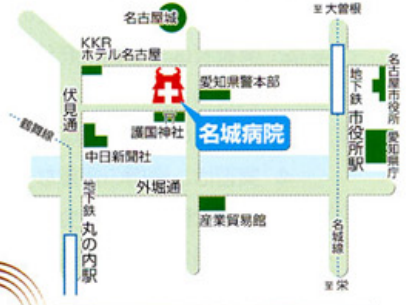 名古屋城
至大曽根
KKR
ホテル名古屋
愛知県警本部
地下鉄 市役所駅
名古屋市役所
愛知県庁
伏見通
鶴舞線
護国神社
名城病院
中日新聞社
外堀通
地下鉄 丸の内駅
産業貿易館
名城線
至栄